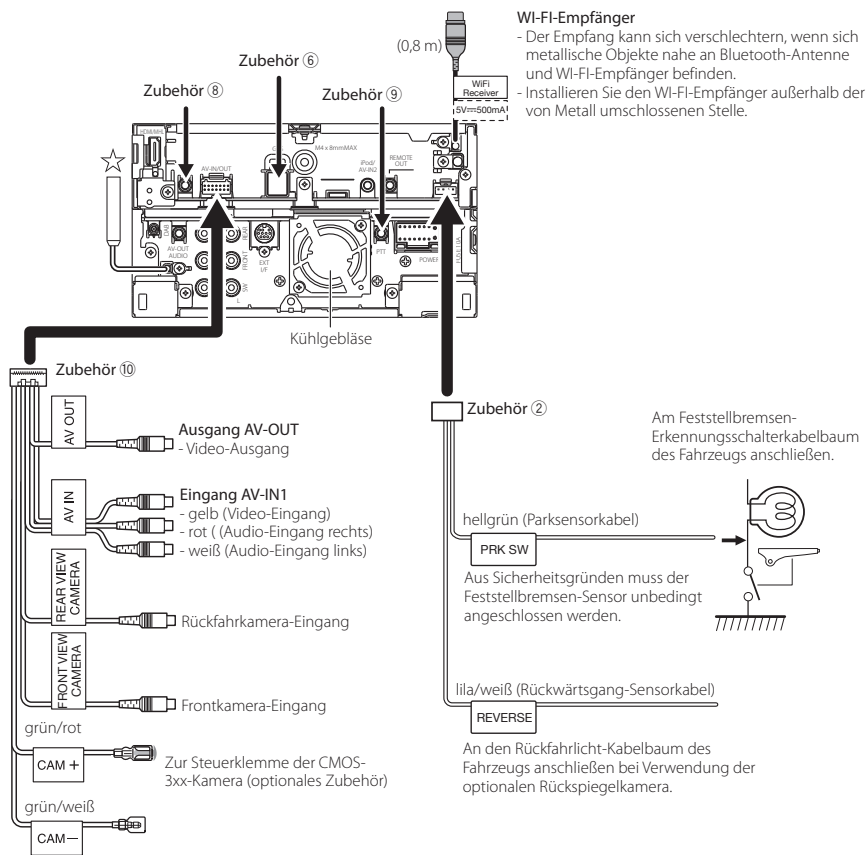 WI-FI-Empfänger
- Der Empfang kann sich verschlechtern, wenn sich
metallische Objekte nahe an Bluetooth-Antenne
und WI-FI-Empfänger befinden.
- Installieren Sie den WI-FI-Empfänger außerhalb der
von Metall umschlossenen Stelle.
(0,8 m)
WiFi
Receiver
5V⎓500mA
Zubehör ⑥
Zubehör ⑧
Zubehör ⑨
HDMI/MHL
AV-IN/OUT
M4 x 8mmMAX
iPod/
AV-IN2
REMOTE
OUT
☆
DAB
AV-OUT
AUDIO
REAR
FRONT
SW
L
EXT
I/F
PTT
POWER
FUSE 10A
Kühlgebläse
Zubehör ⑩
AV OUT
Ausgang AV-OUT
- Video-Ausgang
AV IN
Eingang AV-IN1
- gelb (Video-Eingang)
- rot ( (Audio-Eingang rechts)
- weiß (Audio-Eingang links)
REAR VIEW
CAMERA
Rückfahrkamera-Eingang
FRONT VIEW
CAMERA
Frontkamera-Eingang
grün/rot
CAM +
Zur Steuerklemme der CMOS-
3xx-Kamera (optionales Zubehör)
grün/weiß
CAM −
Zubehör ②
Am Feststellbremsen-
Erkennungsschalterkabelbaum
des Fahrzeugs anschließen.
hellgrün (Parksensorkabel)
PRK SW
Aus Sicherheitsgründen muss der
Feststellbremsen-Sensor unbedingt
angeschlossen werden.
lila/weiß (Rückwärtsgang-Sensorkabel)
REVERSE
An den Rückfahrlicht-Kabelbaum des
Fahrzeugs anschließen bei Verwendung der
optionalen Rückspiegelkamera.